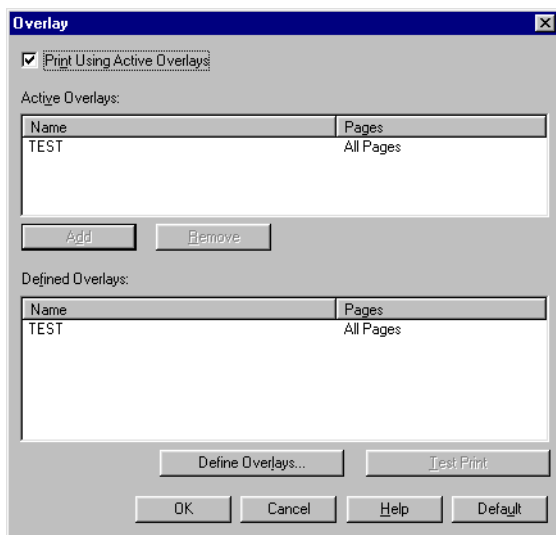 Overlay
Print Using Active Overlays
Active Overlays:
Name Pages
TEST All Pages
Add Remove
Defined Overlays:
Name Pages
TEST All Pages
Define Overlays... Test Print
OK Cancel Help Default